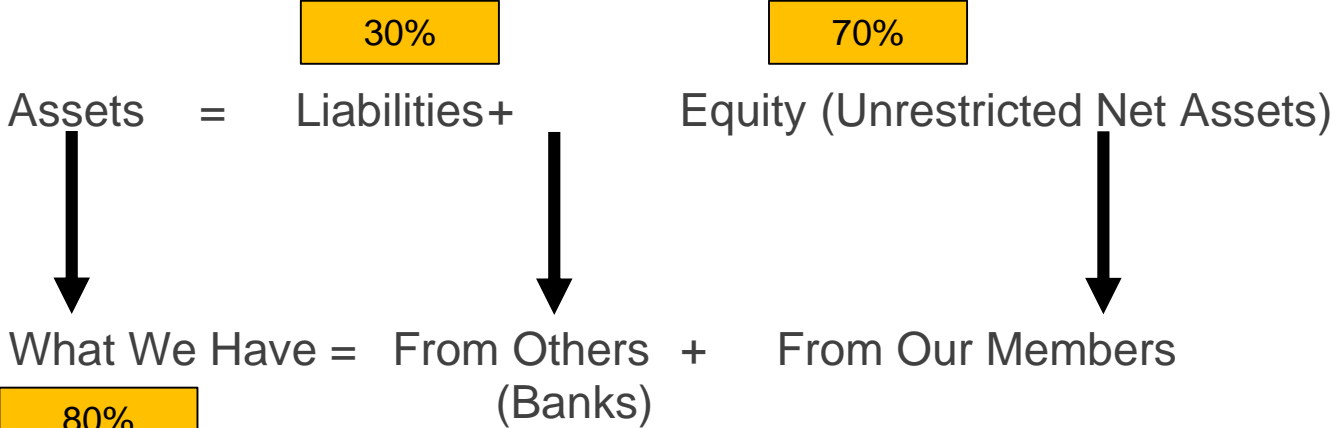 30% 70%
Assets = Liabilities+ Equity (Unrestricted Net Assets)
What We Have = From Others + From Our Members
(Banks)
80%